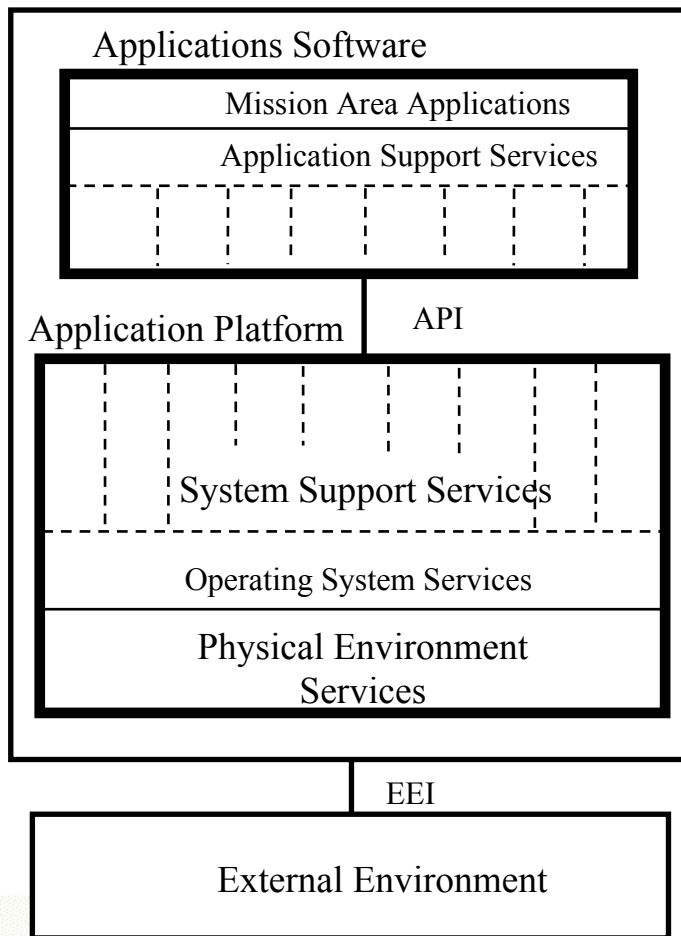 Applications Software
Mission Area Applications
Application Support Services
API
Application Platform
System Support Services
Operating System Services
Physical Environment
Services
EEI
External Environment